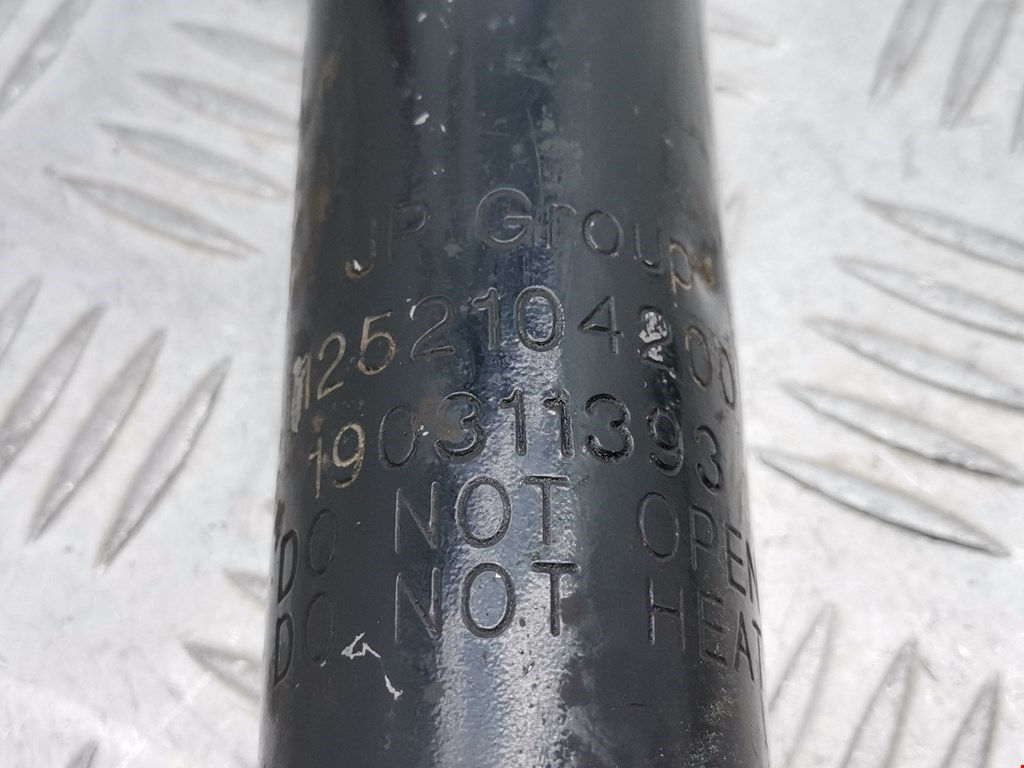 JP Group
1252104200
190311393
DO NOT OPEN
DO NOT HEAT